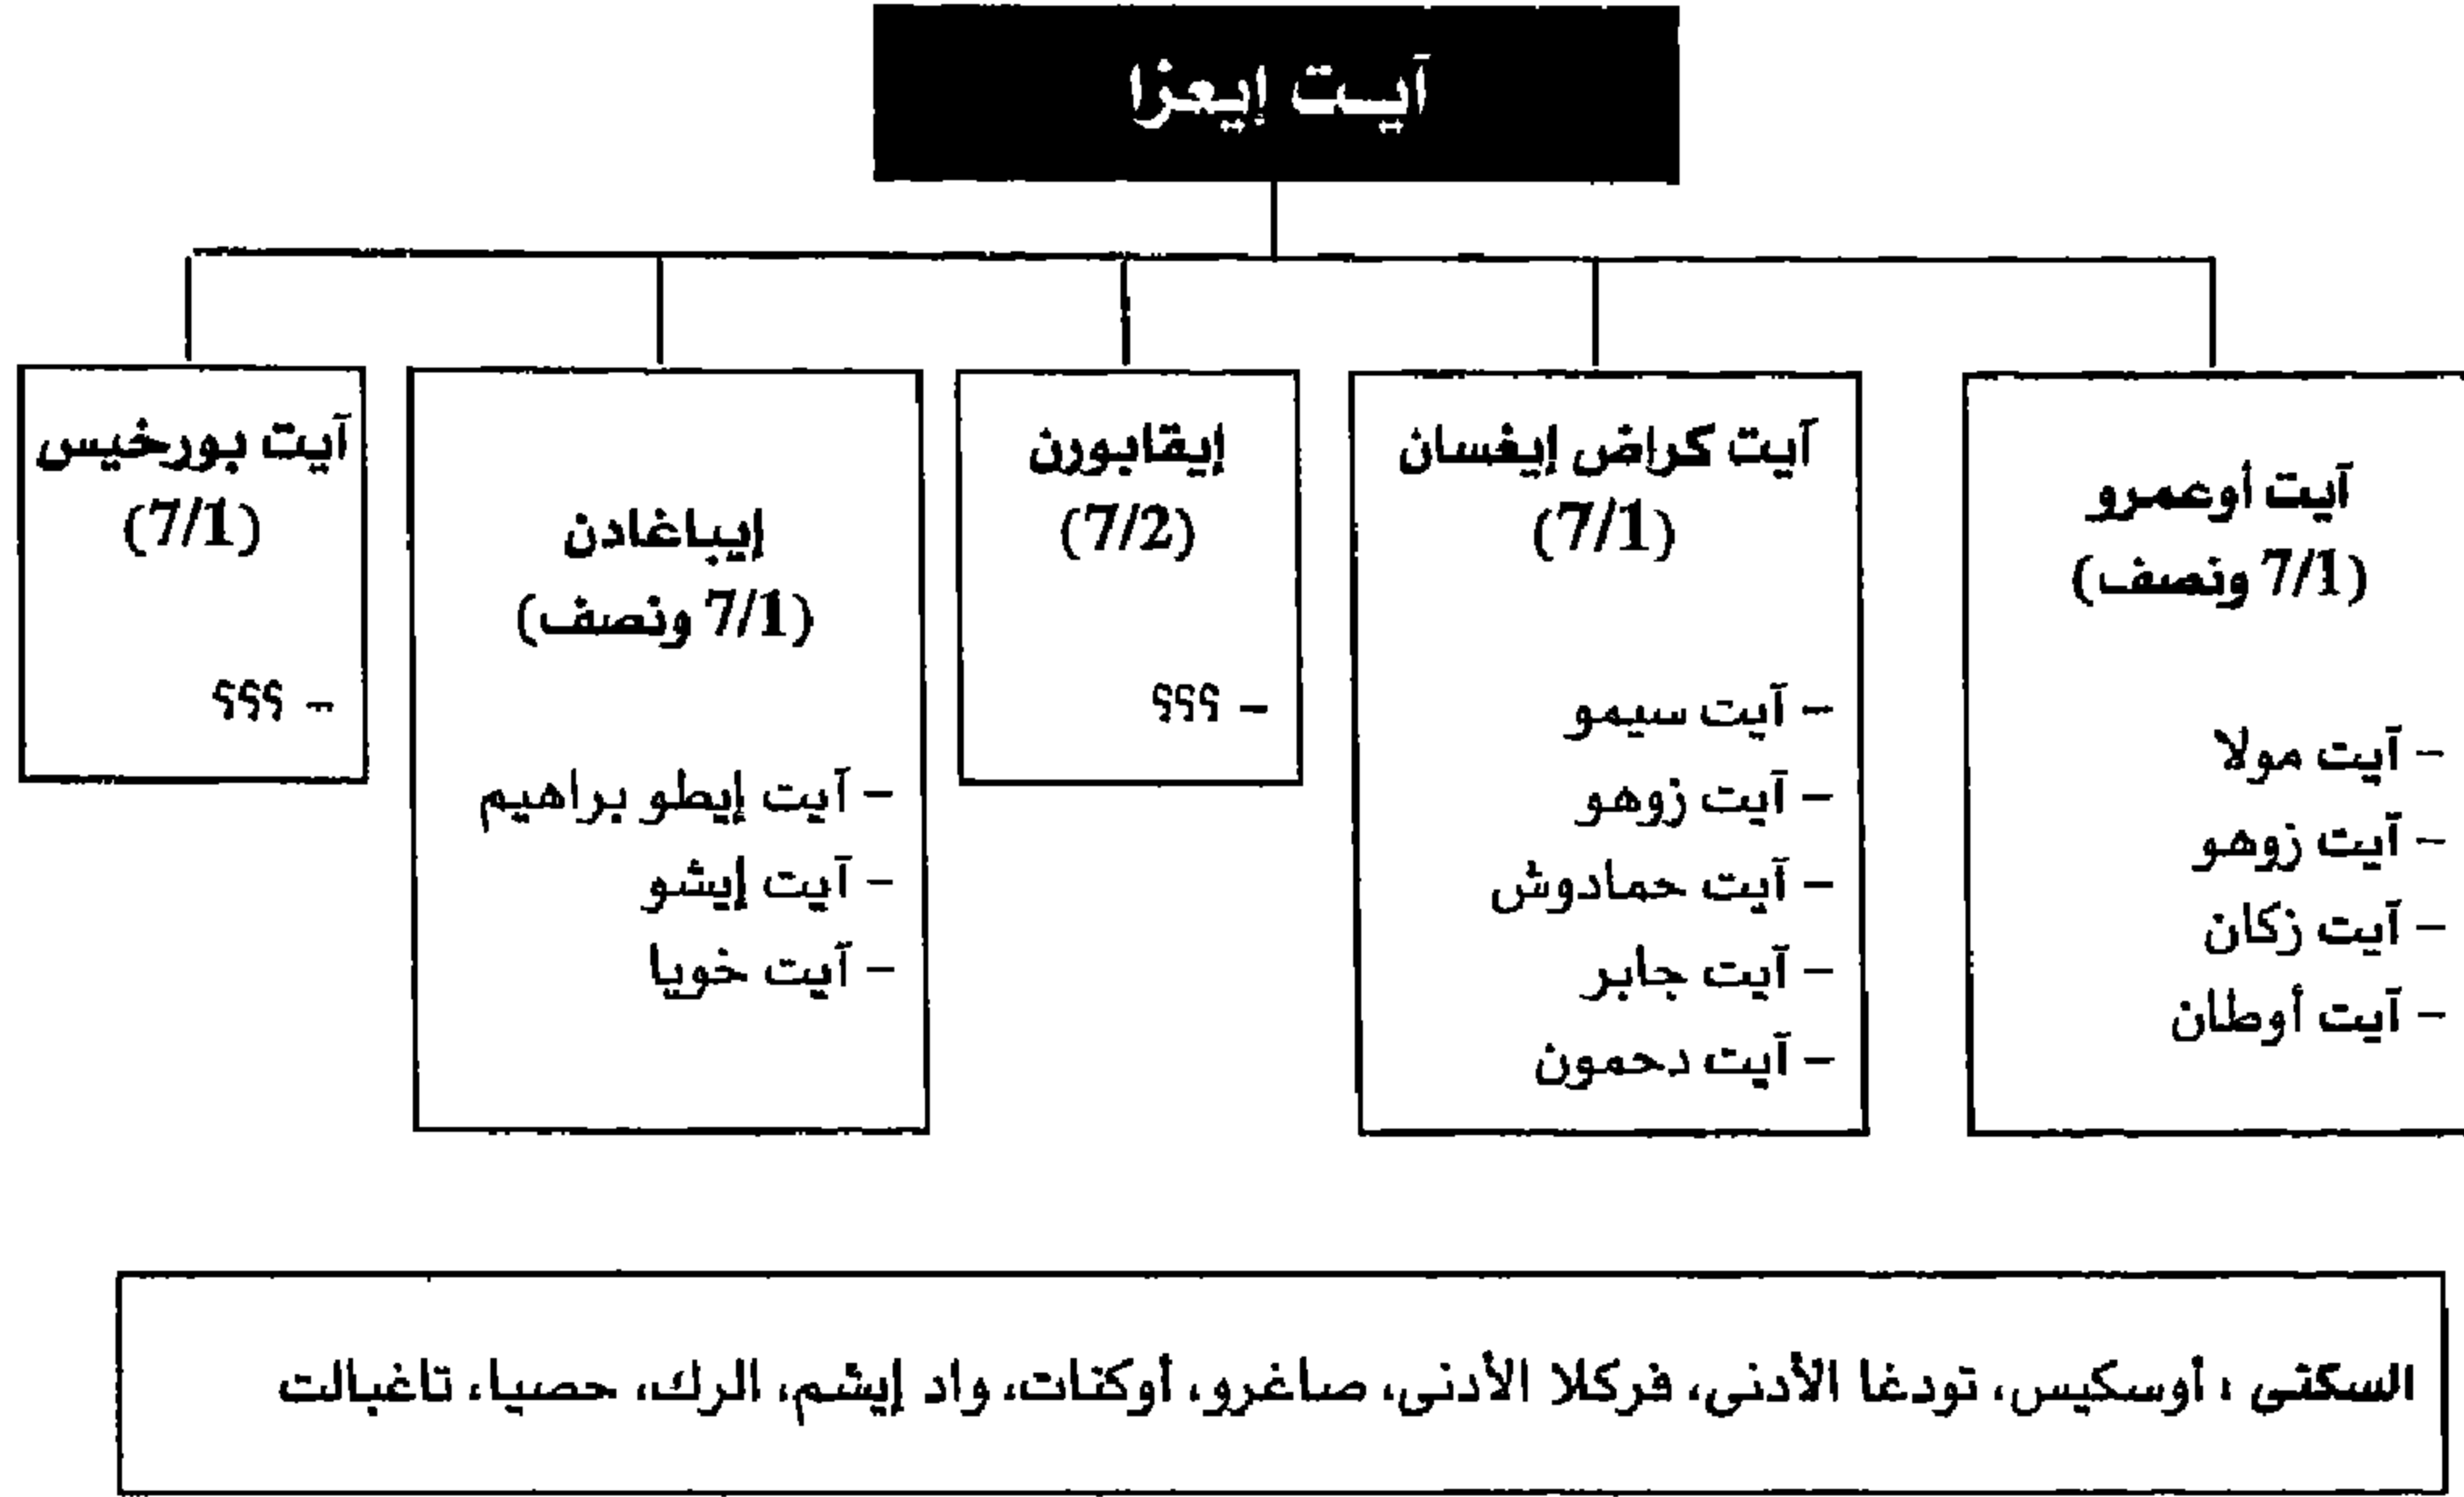 آيت إيعزا
آيت أوعمرو
(7/1 ونصف)
– آيت مولا
– آيت زوهو
– آيت زكان
– آيت أوطان
آيت كراض إيفسان
(7/1)
– آيت سيمو
– آيت زوهو
– آيت حمادوش
– آيت جابر
– آيت دحمون
إيقابورن
(7/2)
– ؟؟؟
إيباغادن
(7/1 ونصف)
– آيت إيطو براهيم
– آيت إيشو
– آيت خويا
آيت بورخيس
(7/1)
– ؟؟؟
السكنى : أوسكيس، تودغا الأدنى، فركلا الأدنى، صاغرو، أوكنات، واد إيشم، الرك، حصيا، تاغبالت